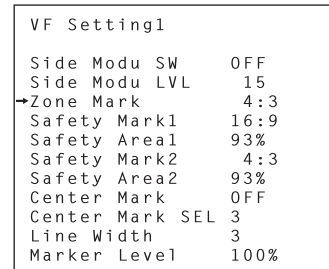 VF Setting1
Side Modu SW OFF
Side Modu LVL 15
→Zone Mark 4:3
Safety Mark1 16:9
Safety Area1 93%
Safety Mark2 4:3
Safety Area2 93%
Center Mark OFF
Center Mark SEL 3
Line Width 3
Marker Level 100%